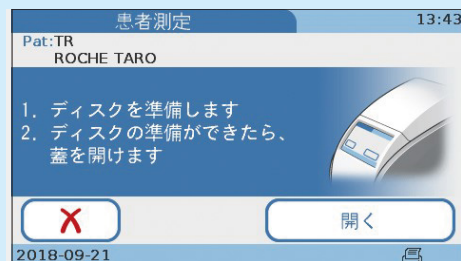 患者測定
13:43
Pat:TR
ROCHE TARO
1. ディスクを準備します
2. ディスクの準備ができたら、
蓋を開けます
開く
2018-09-21